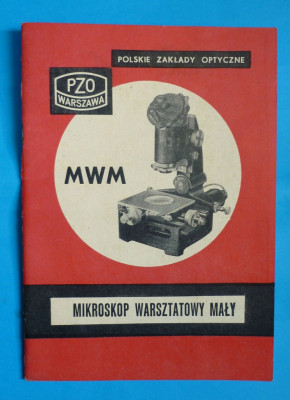 POLSKIE ZAKŁADY OPTYCZNE
PZO
WARSZAWA
MWM
MIKROSKOP WARSZTATOWY MAŁY